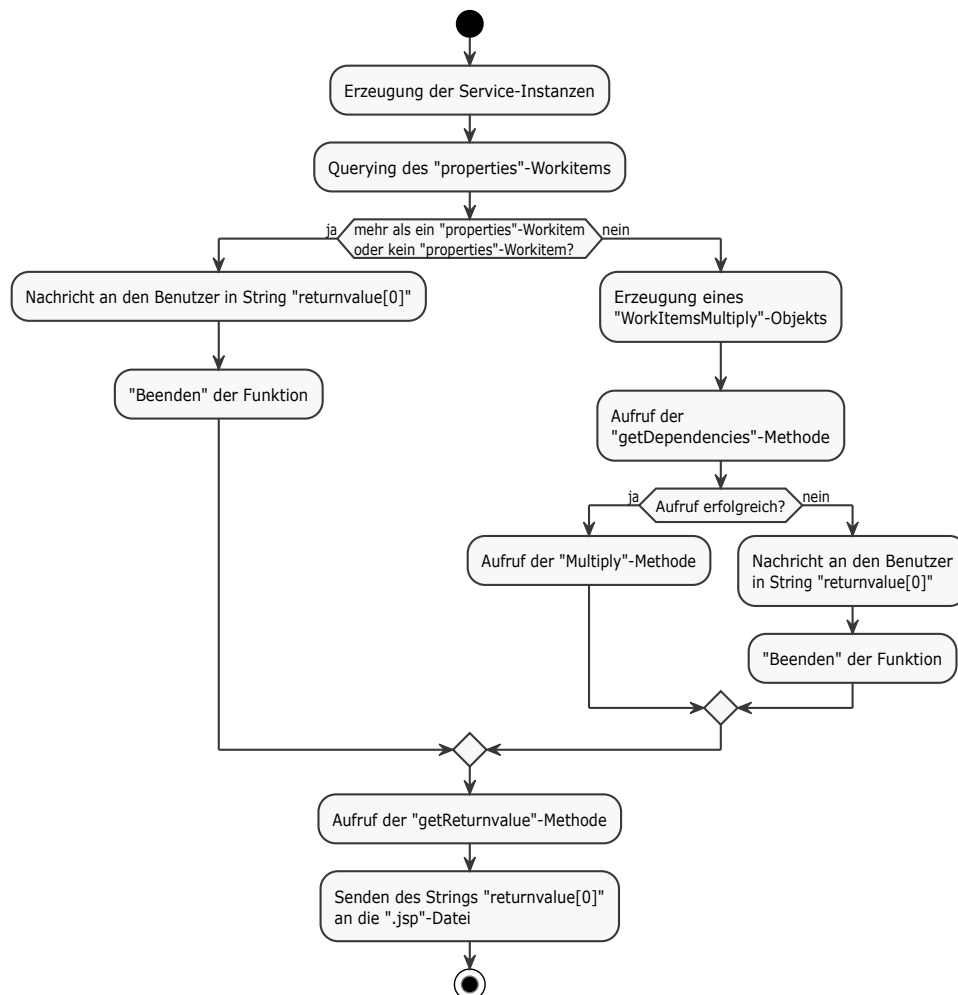 Erzeugung der Service-Instanzen
Querying des "properties"-Workitems
ja
mehr als ein "properties"-Workitem
oder kein "properties"-Workitem?
nein
Nachricht an den Benutzer in String "returnvalue[0]"
"Beenden" der Funktion
Erzeugung eines
"WorkItemsMultiply"-Objekts
Aufruf der
"getDependencies"-Methode
ja
Aufruf erfolgreich?
nein
Aufruf der "Multiply"-Methode
Nachricht an den Benutzer
in String "returnvalue[0]"
"Beenden" der Funktion
Aufruf der "getReturnvalue"-Methode
Senden des Strings "returnvalue[0]"
an die ".jsp"-Datei